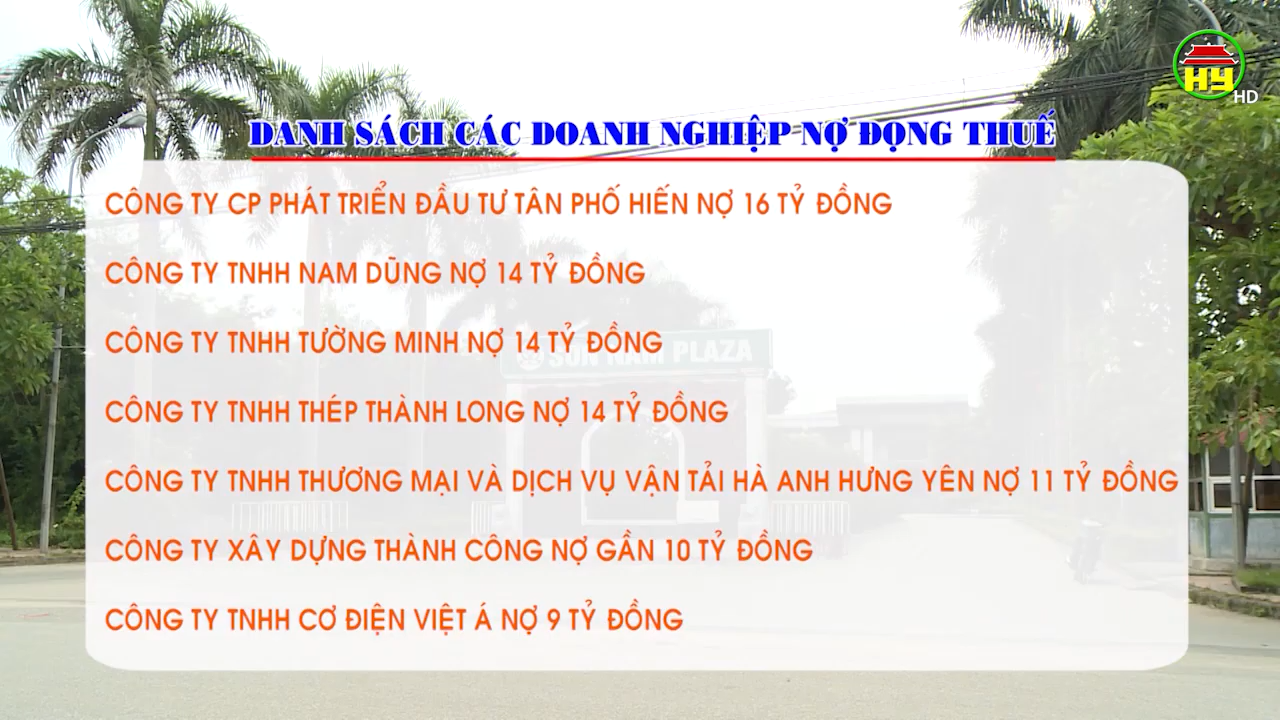 HY
HD
DANH SÁCH CÁC DOANH NGHIỆP NỢ ĐỌNG THUẾ
CÔNG TY CP PHÁT TRIỂN ĐẦU TƯ TÂN PHỐ HIẾN NỢ 16 TỶ ĐỒNG
CÔNG TY TNHH NAM DŨNG NỢ 14 TỶ ĐỒNG
CÔNG TY TNHH TƯỜNG MINH NỢ 14 TỶ ĐỒNG
SƠN NAM PLAZA
CÔNG TY TNHH THÉP THÀNH LONG NỢ 14 TỶ ĐỒNG
CÔNG TY TNHH THƯƠNG MẠI VÀ DỊCH VỤ VẬN TẢI HÀ ANH HƯNG YÊN NỢ 11 TỶ ĐỒNG
CÔNG TY XÂY DỰNG THÀNH CÔNG NỢ GẦN 10 TỶ ĐỒNG
CÔNG TY TNHH CƠ ĐIỆN VIỆT Á NỢ 9 TỶ ĐỒNG